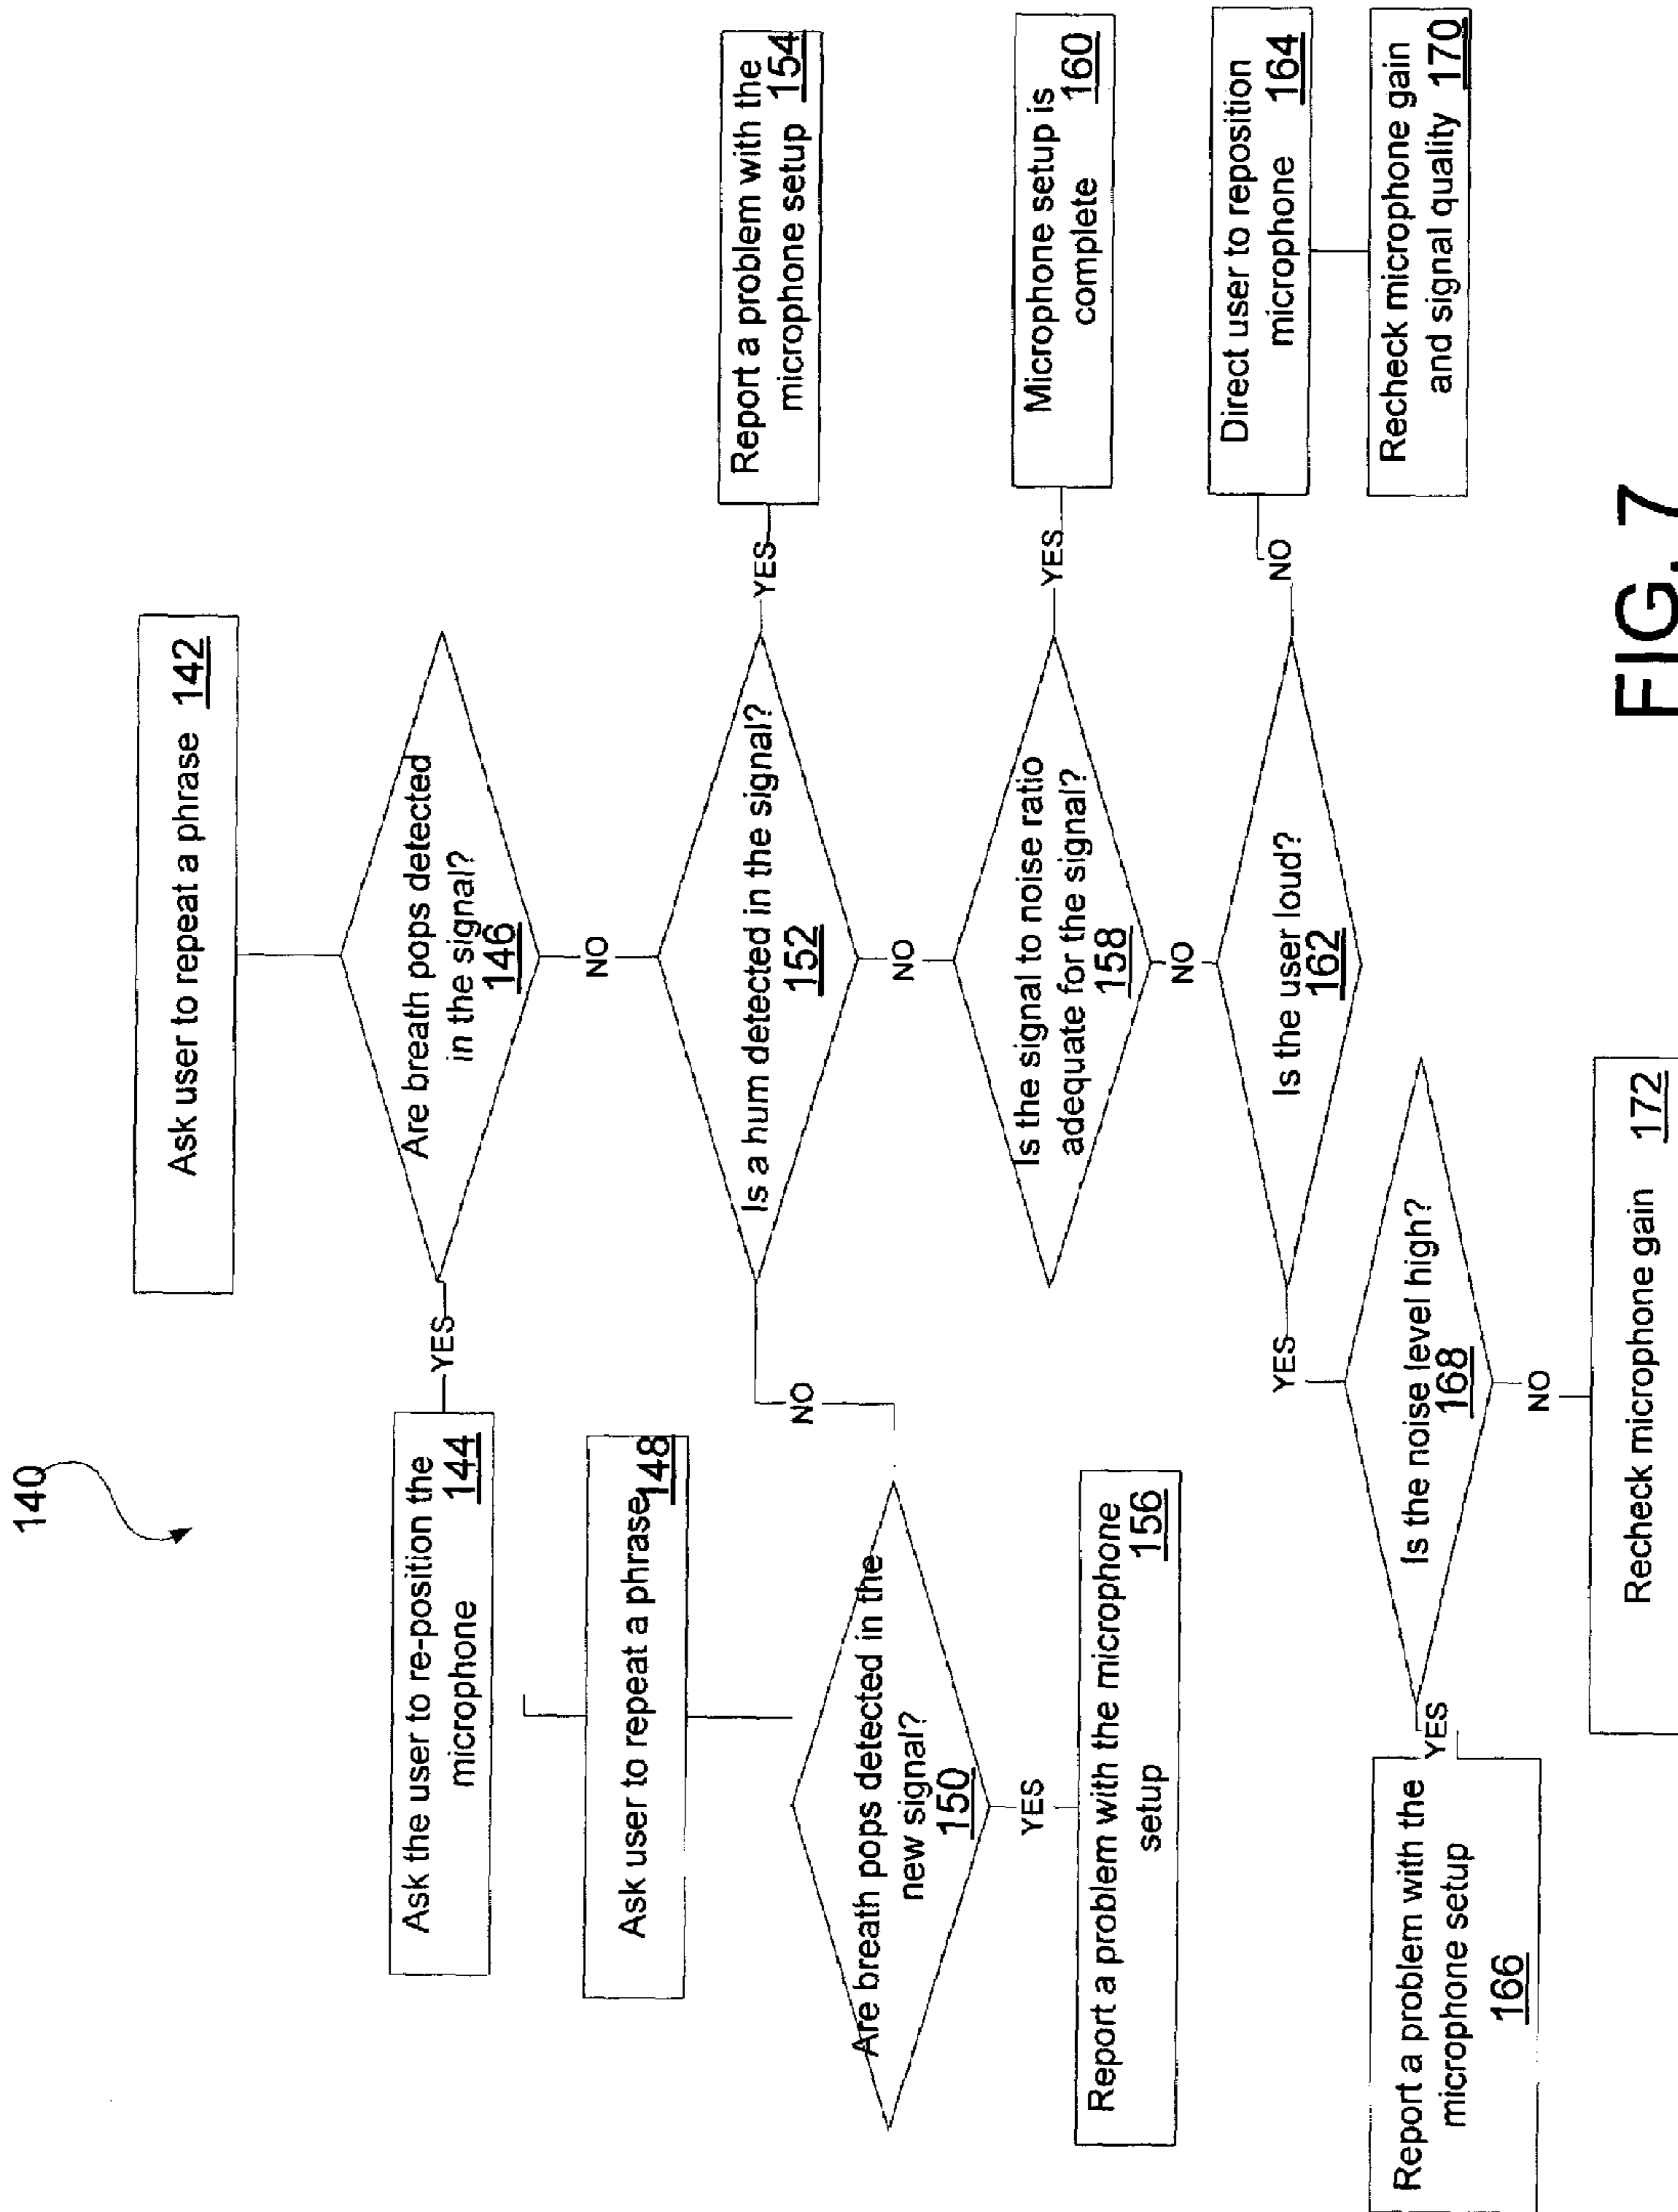 140
Ask user to repeat a phrase 142
Are breath pops detected
in the signal?
146
YES
NO
Ask the user to re-position the
microphone 144
Ask user to repeat a phrase 148
Are breath pops detected in the
new signal?
150
YES
Report a problem with the microphone
setup 156
Is a hum detected in the signal?
152
NO
YES
NO
Report a problem with the
microphone setup 154
Is the signal to noise ratio
adequate for the signal?
158
YES
NO
Microphone setup is
complete 160
Is the user loud?
162
NO
YES
Direct user to reposition
microphone 164
Recheck microphone gain
and signal quality 170
Is the noise level high?
168
YES
NO
Report a problem with the
microphone setup
166
Recheck microphone gain 172
FIG. 7